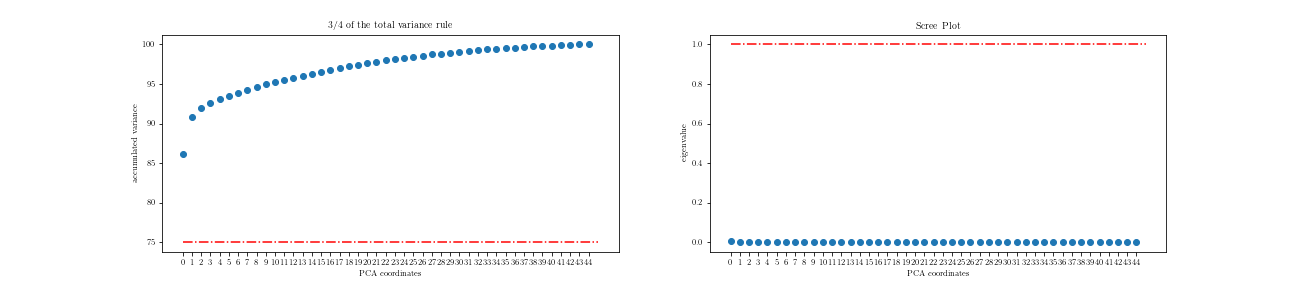 3/4 of the total variance rule
100
95
90
85
80
75
accumulated variance
0 1 2 3 4 5 6 7 8 9 10 11 12 13 14 15 16 17 18 19 20 21 22 23 24 25 26 27 28 29 30 31 32 33 34 35 36 37 38 39 40 41 42 43 44
PCA coordinates
Scree Plot
1.0
0.8
0.6
0.4
0.2
0.0
eigenvalue
0 1 2 3 4 5 6 7 8 9 10 11 12 13 14 15 16 17 18 19 20 21 22 23 24 25 26 27 28 29 30 31 32 33 34 35 36 37 38 39 40 41 42 43 44
PCA coordinates